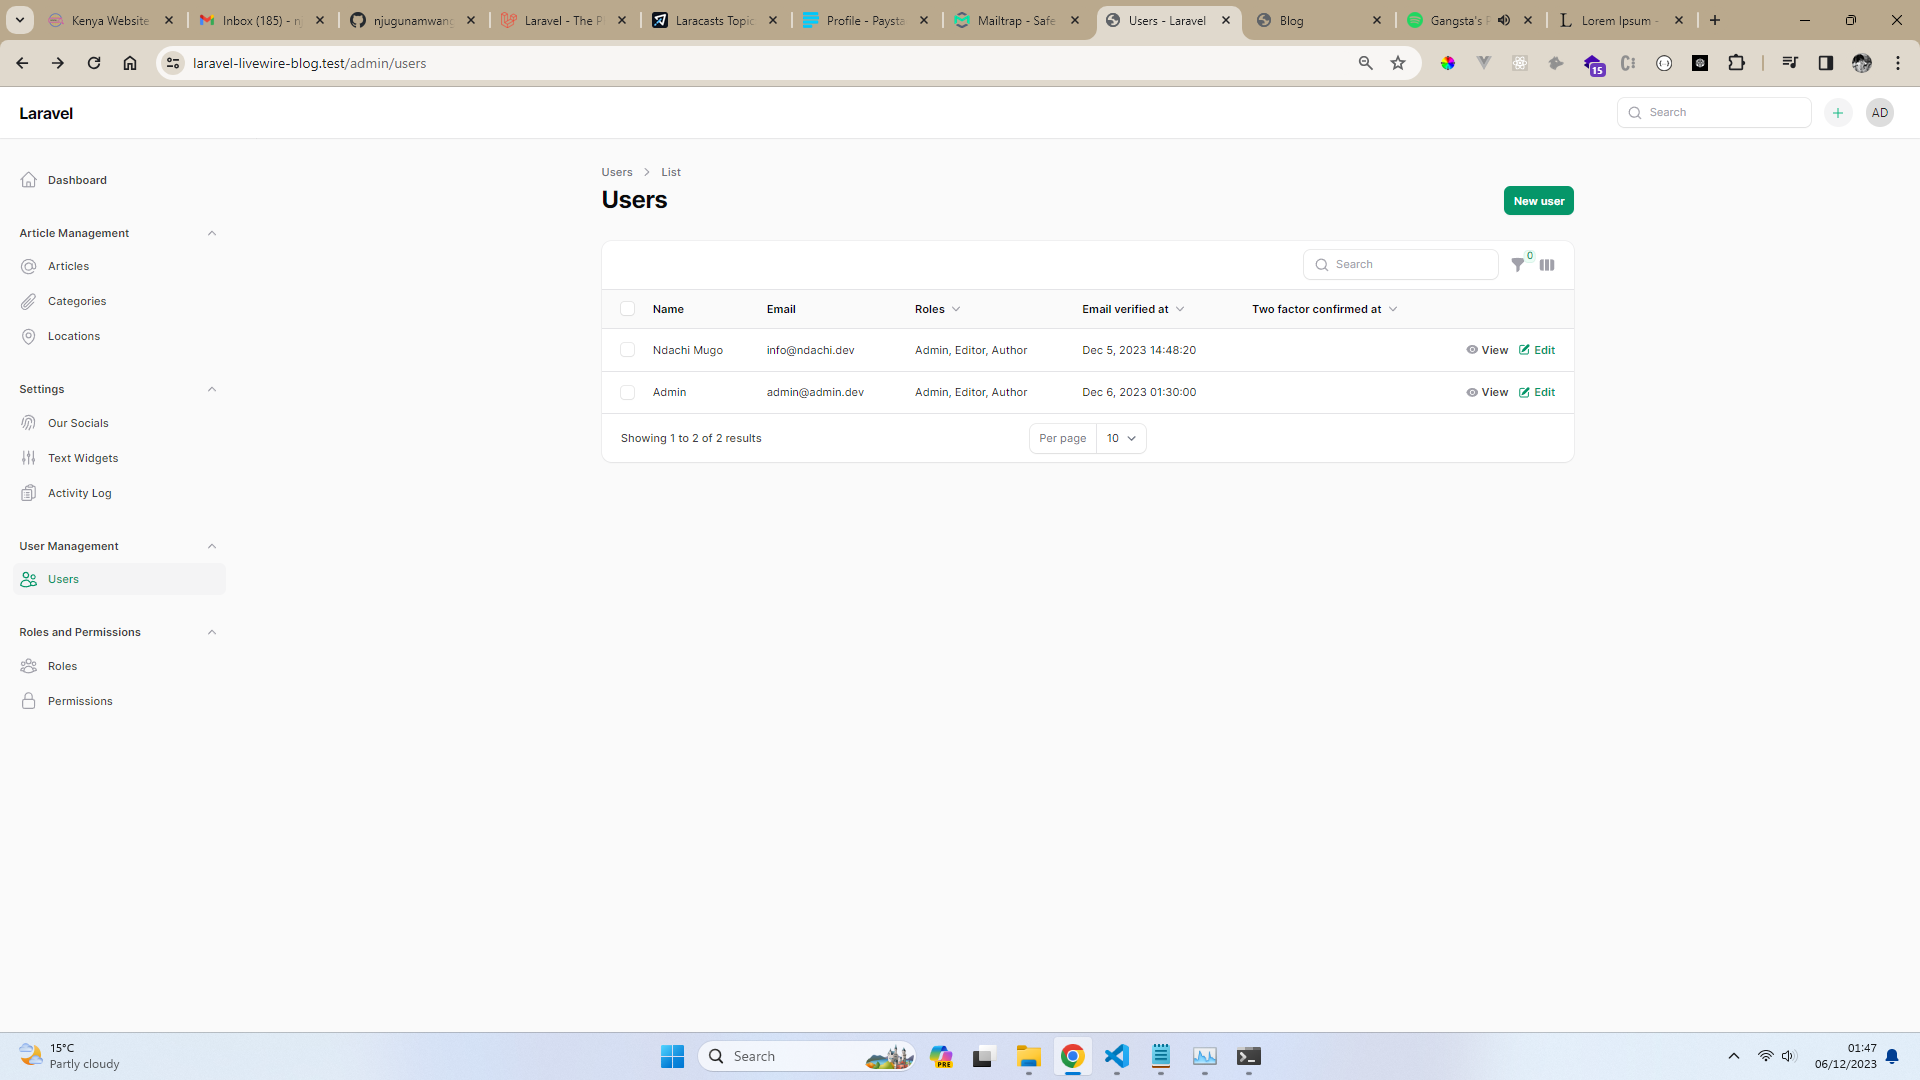 Kenya Website
Inbox (185) - nj
njugunamwang
Laravel - The P
Laracasts Topic
Profile - Paysta
Mailtrap - Safe
Users - Laravel
Blog
Gangsta's P
Lorem Ipsum -
laravel-livewire-blog.test/admin/users
15
Laravel
Search
AD
Dashboard
Article Management
Articles
Categories
Locations
Settings
Our Socials
Text Widgets
Activity Log
User Management
Users
Roles and Permissions
Roles
Permissions
Users > List
Users
New user
Search
0
Name Email Roles Email verified at Two factor confirmed at
Ndachi Mugo info@ndachi.dev Admin, Editor, Author Dec 5, 2023 14:48:20 View Edit
Admin admin@admin.dev Admin, Editor, Author Dec 6, 2023 01:30:00 View Edit
Showing 1 to 2 of 2 results Per page 10
15°C
Partly cloudy
Search
PRE
01:47
06/12/2023